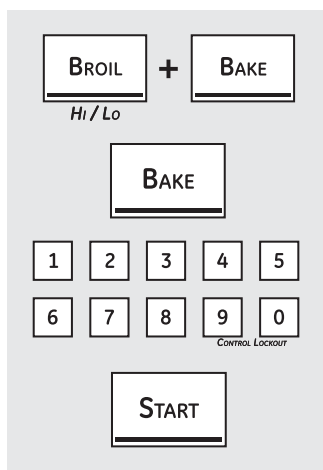 BROIL + BAKE
HI / LO
BAKE
1 2 3 4 5
6 7 8 9 0
CONTROL LOCKOUT
START